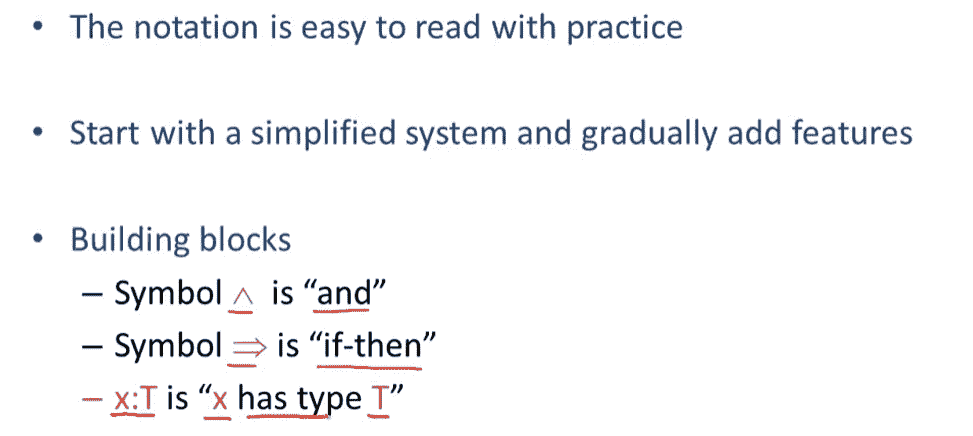 • The notation is easy to read with practice
• Start with a simplified system and gradually add features
• Building blocks
– Symbol ∧ is “and”
– Symbol ⇒ is “if-then”
– x:T is “x has type T”